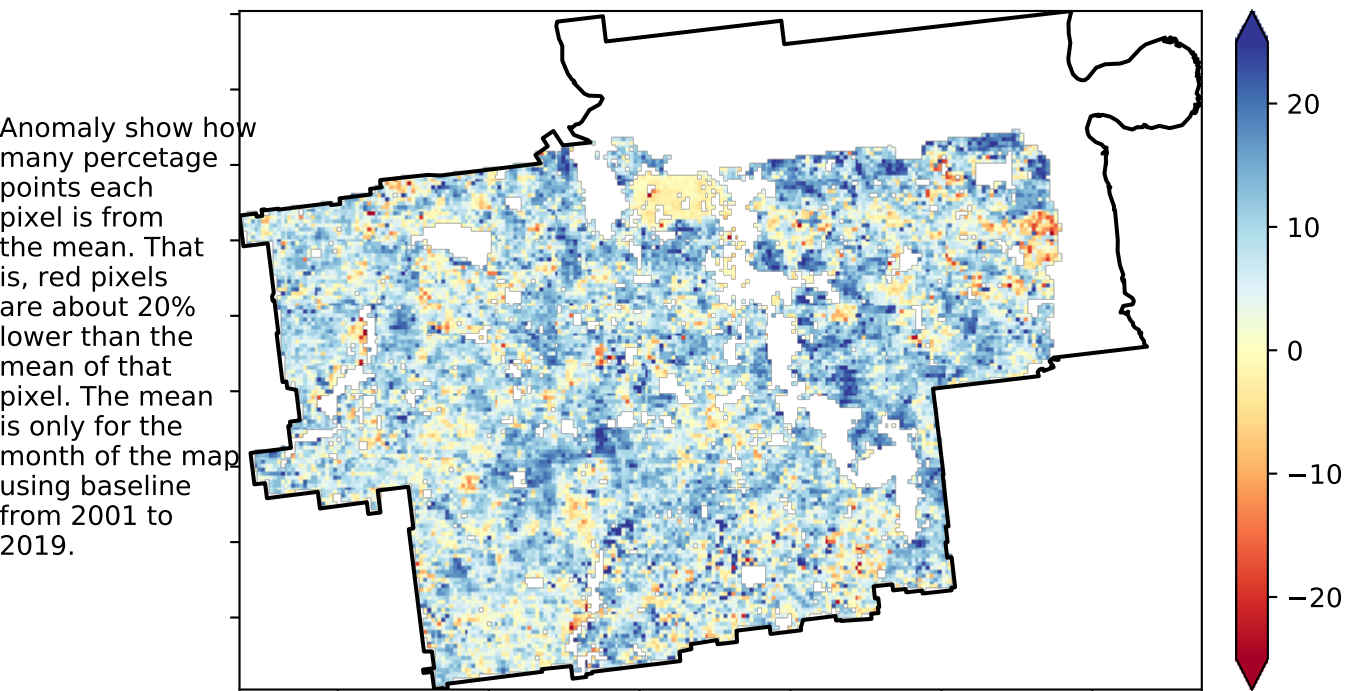 Anomaly show how
many percetage
points each
pixel is from
the mean. That
is, red pixels
are about 20%
lower than the
mean of that
pixel. The mean
is only for the
month of the map
using baseline
from 2001 to
2019.
20
10
0
−10
−20